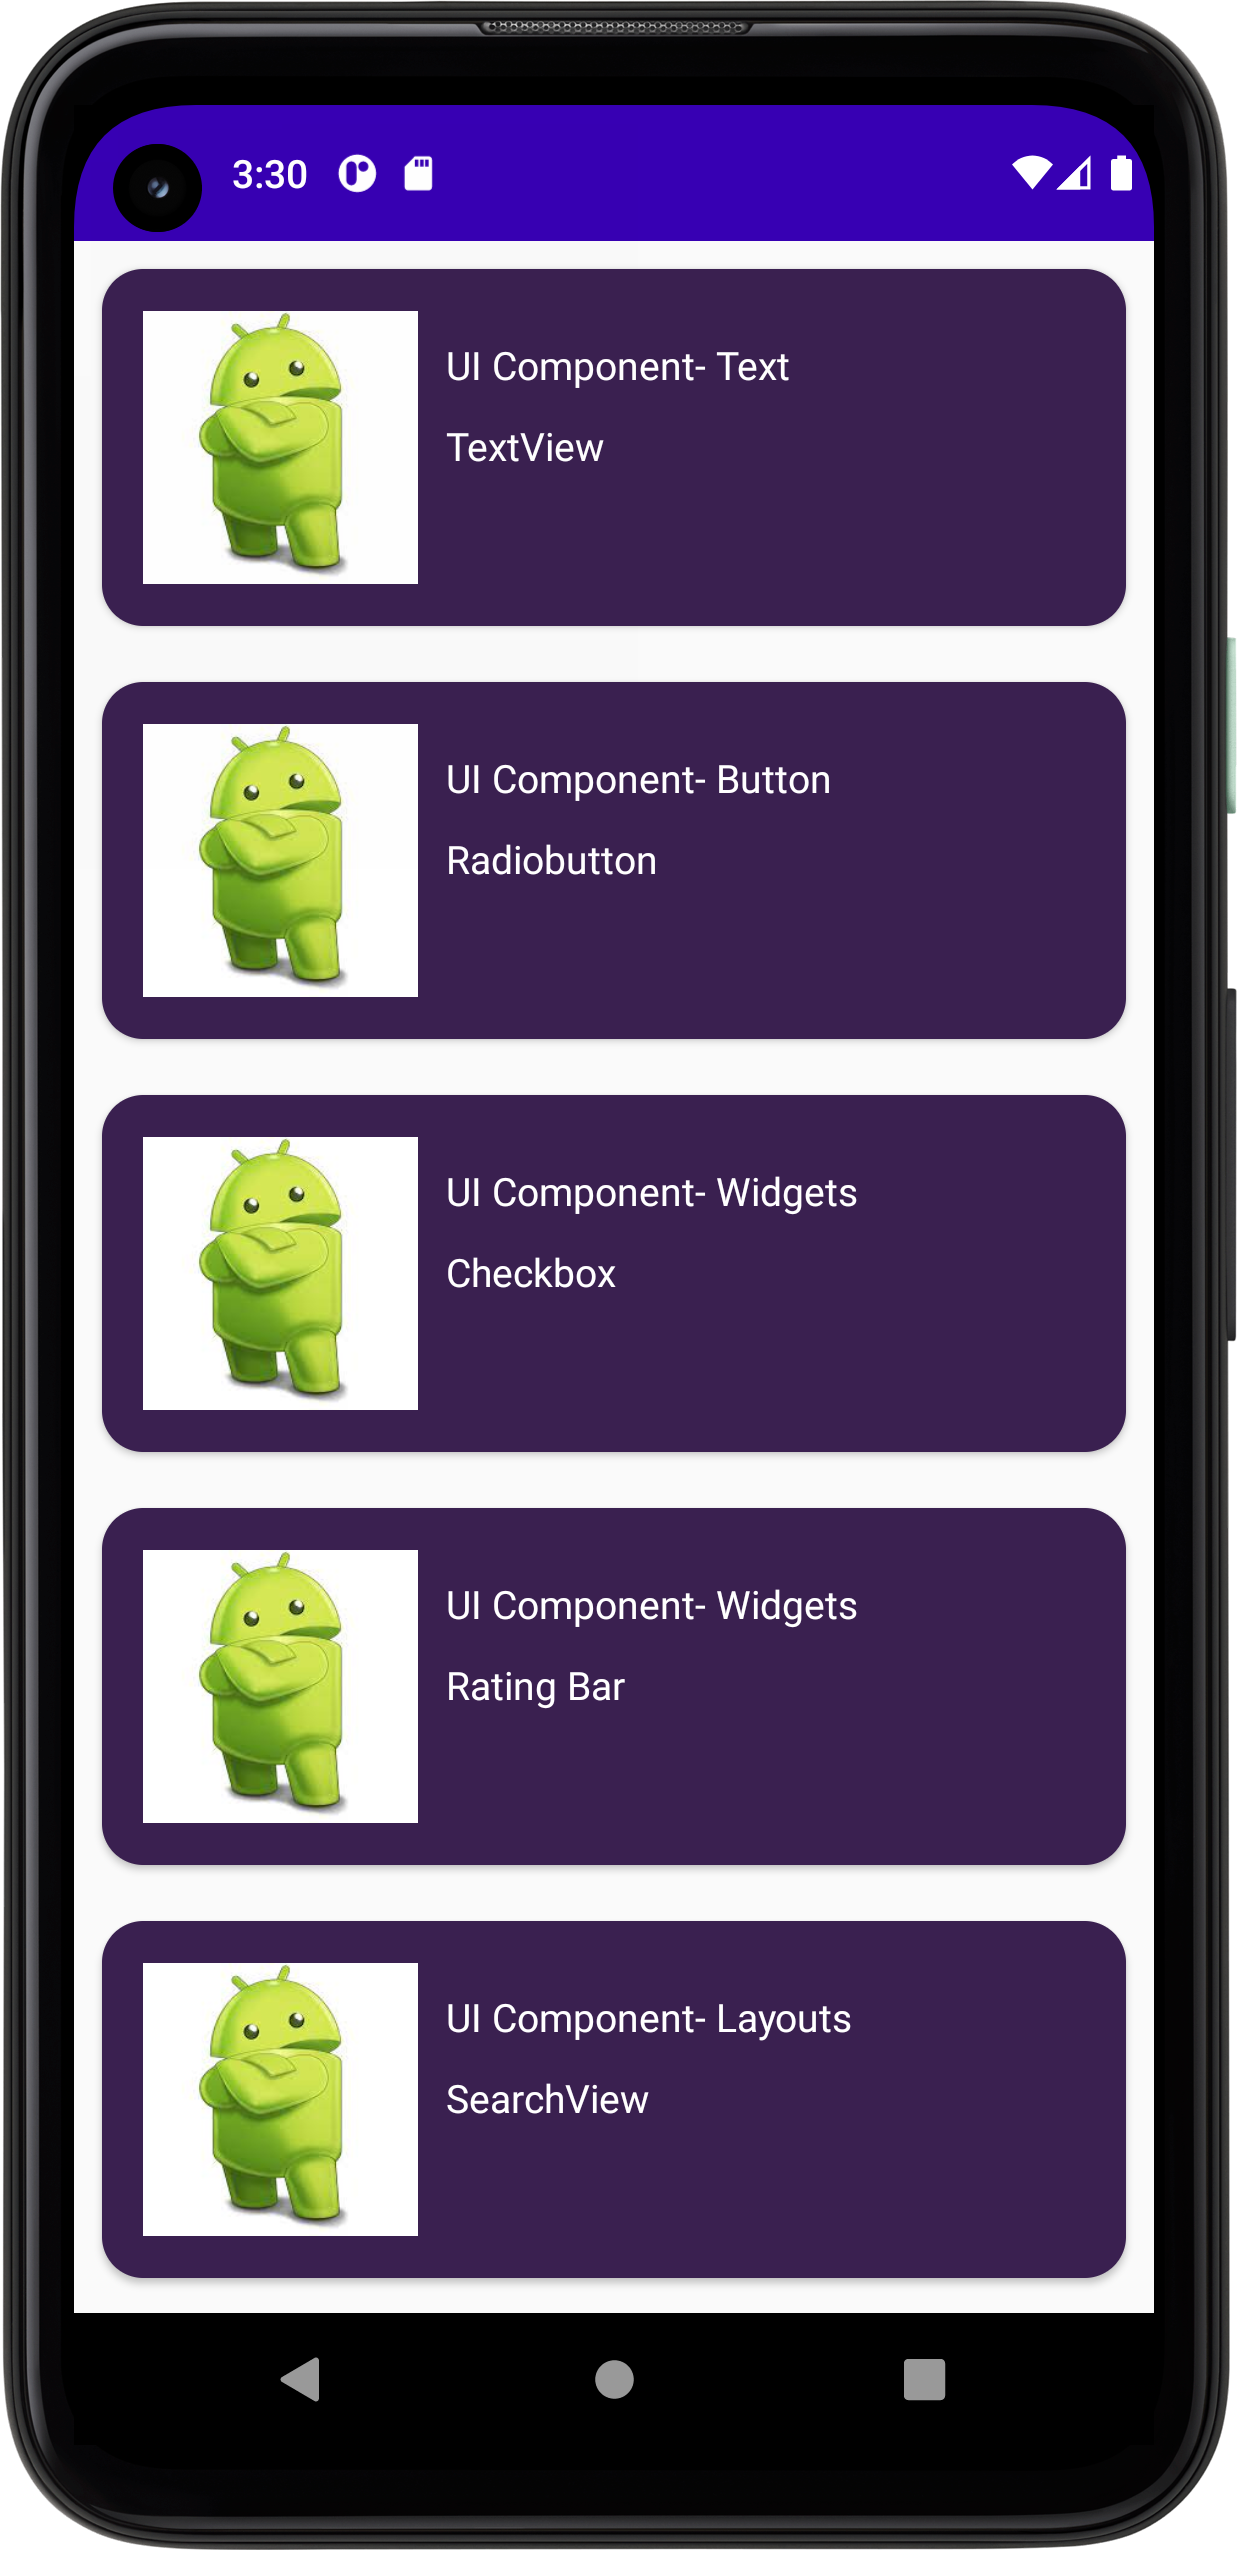 3:30
UI Component- Text
TextView
UI Component- Button
Radiobutton
UI Component- Widgets
Checkbox
UI Component- Widgets
Rating Bar
UI Component- Layouts
SearchView